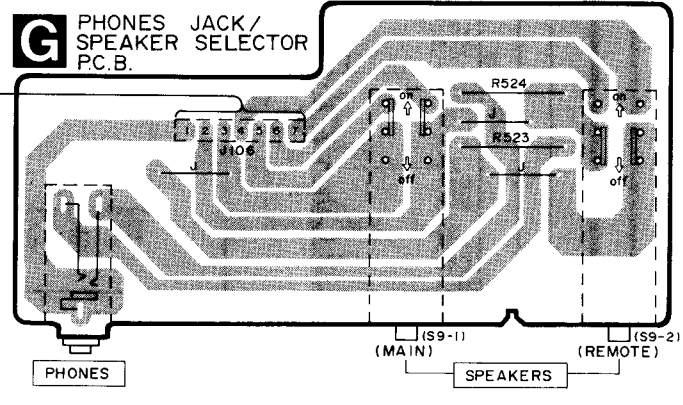 G
PHONES JACK/
SPEAKER SELECTOR
P.C.B.
1 2 3 4 5 6 7
J106
J
on
off
R524
J
R523
J
on
off
(S9-1)
(S9-2)
(MAIN)
(REMOTE)
PHONES
SPEAKERS